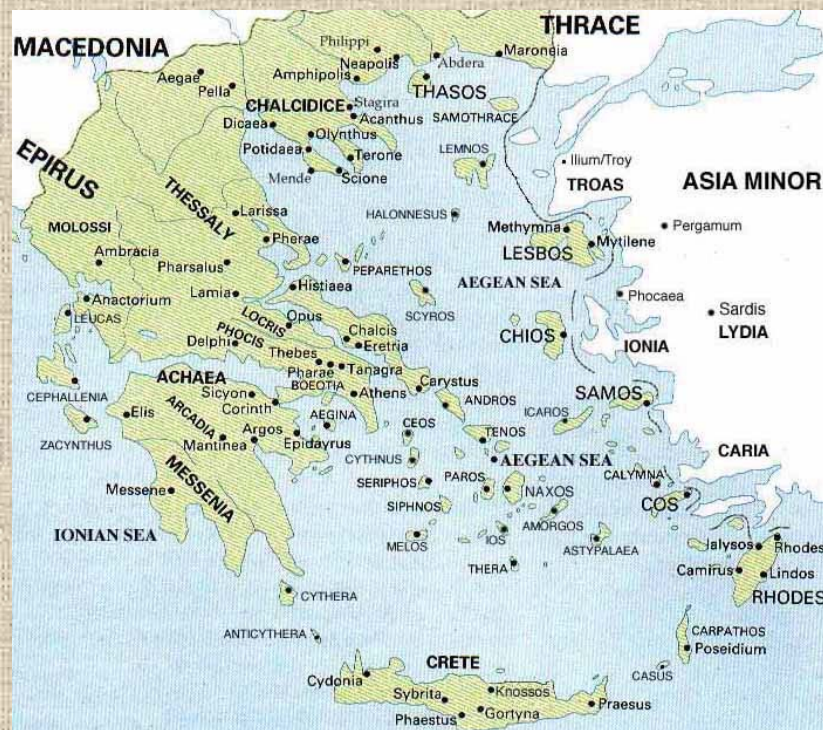 THRACE
MACEDONIA
Philippi
Maroneia
Neapolis
Abdera
Aegae
Amphipolis
Pella
THASOS
CHALCIDICE
Stagira
SAMOTHRACE
Acanthus
Dicaea
Olynthus
Potidaea
Terone
LEMNOS
Ilium/Troy
EPIRUS
Mende
Scione
TROAS
ASIA MINOR
THESSALY
Larissa
HALONNESUS
MOLOSSI
Methymna
Pergamum
Pherae
Mytilene
Ambracia
LESBOS
Pharsalus
PEPARETHOS
AEGEAN SEA
Lamia
Histiaea
Phocaea
Anactorium
SCYROS
Sardis
LEUCAS
LOCRIS
Opus
LYDIA
PHOCIS
Chalcis
CHIOS
Delphi
Eretria
IONIA
Thebes
Pharae
Tanagra
ACHAEA
BOEOTIA
Carystus
SAMOS
Sicyon
Athens
CEPHALLENIA
Corinth
ANDROS
ICAROS
Elis
ARCADIA
AEGINA
CEOS
Argos
TENOS
ZACYNTHUS
Mantinea
Epidayrus
CYTHNUS
AEGEAN SEA
CARIA
MESSENIA
SERIPHOS
PAROS
CALYMNA
Messene
NAXOS
COS
SIPHNOS
IONIAN SEA
AMORGOS
MELOS
IOS
ASTYPALAEA
Ialysos
Rhodes
THERA
Camirus
Lindos
CYTHERA
RHODES
ANTICYTHERA
CARPATHOS
Poseidium
CRETE
CASUS
Cydonia
Knossos
Sybrita
Praesus
Gortyna
Phaestus